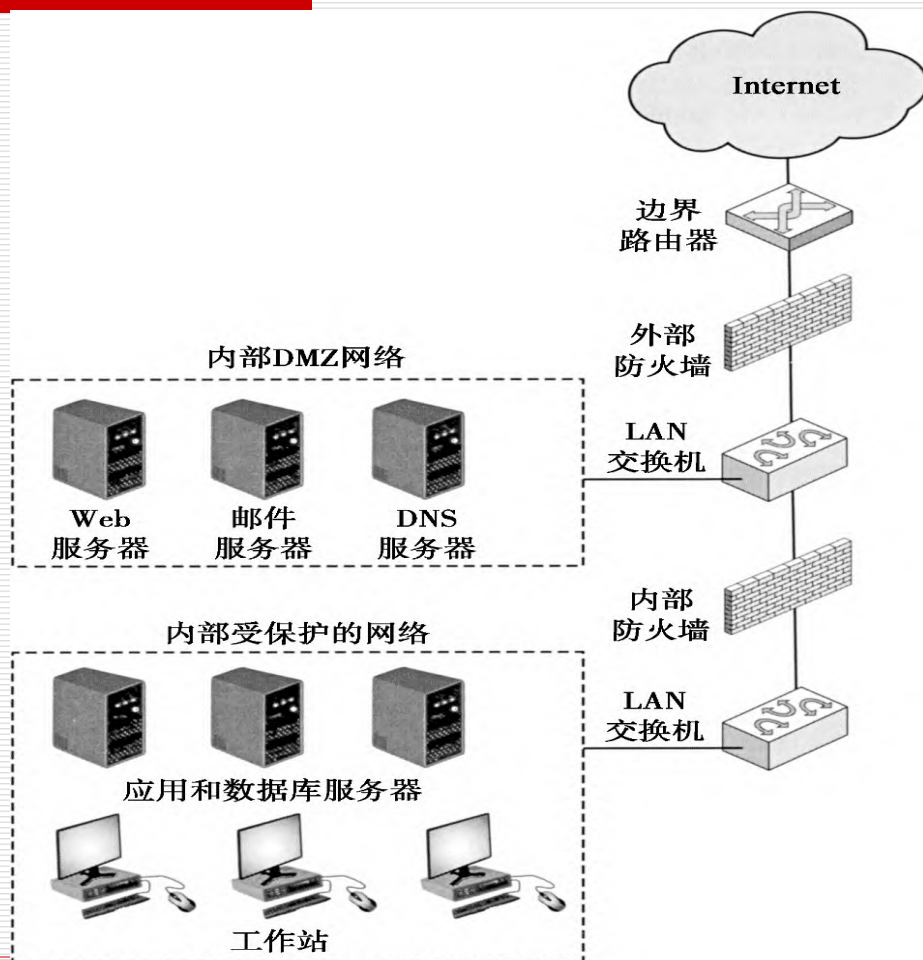 Internet
边界
路由器
外部
防火墙
内部DMZ网络
LAN
交换机
Web
服务器
邮件
服务器
DNS
服务器
内部
防火墙
内部受保护的网络
LAN
交换机
应用和数据库服务器
工作站